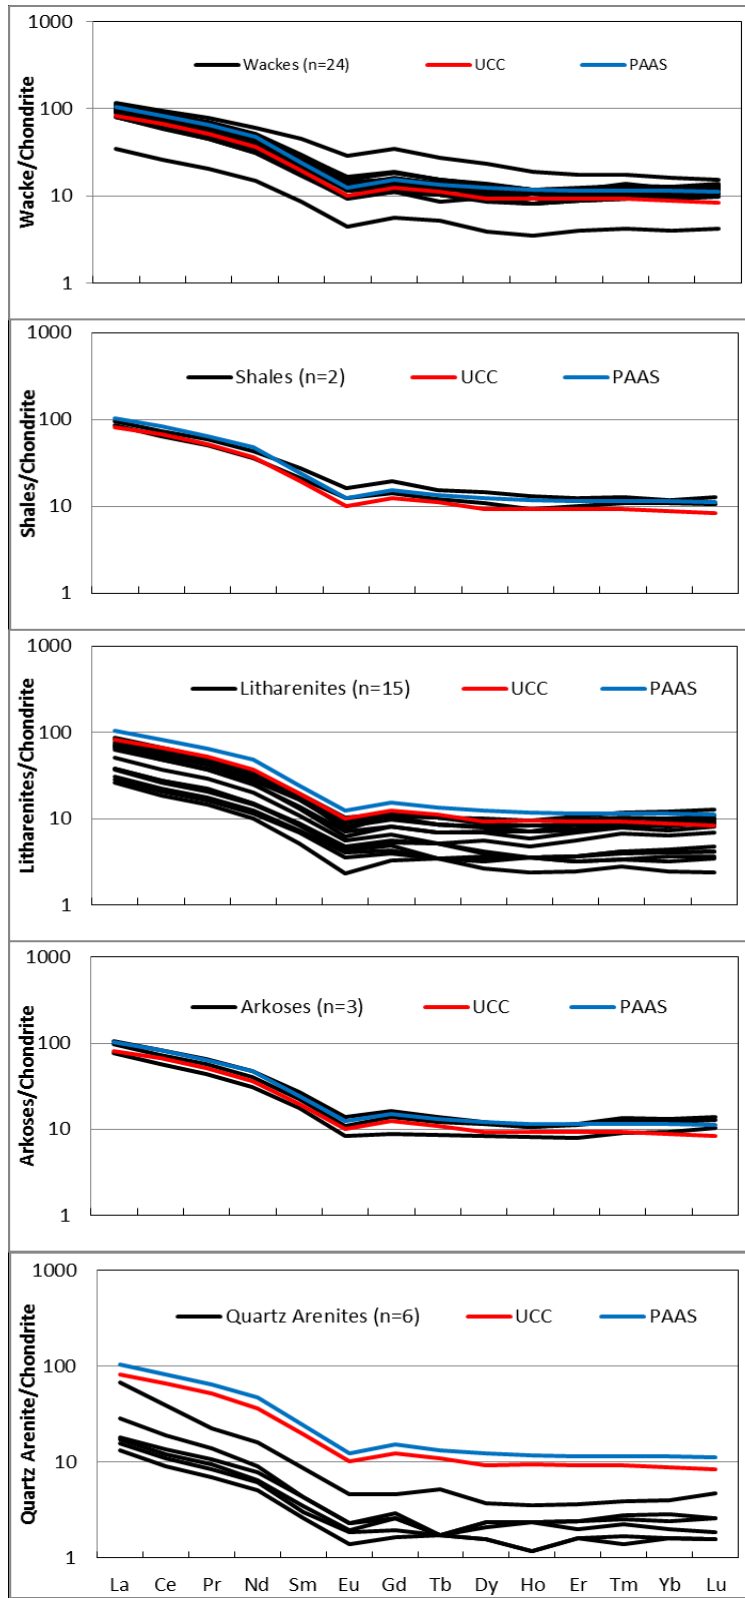 1000
Wackes (n=24) UCC PAAS
100
10
1
Wacke/Chondrite
1000
Shales (n=2) UCC PAAS
100
10
1
Shales/Chondrite
1000
Litharenites (n=15) UCC PAAS
100
10
1
Litharenites/Chondrite
1000
Arkoses (n=3) UCC PAAS
100
10
1
Arkoses/Chondrite
1000
Quartz Arenites (n=6) UCC PAAS
100
10
1
Quartz Arenite/Chondrite
La Ce Pr Nd Sm Eu Gd Tb Dy Ho Er Tm Yb Lu